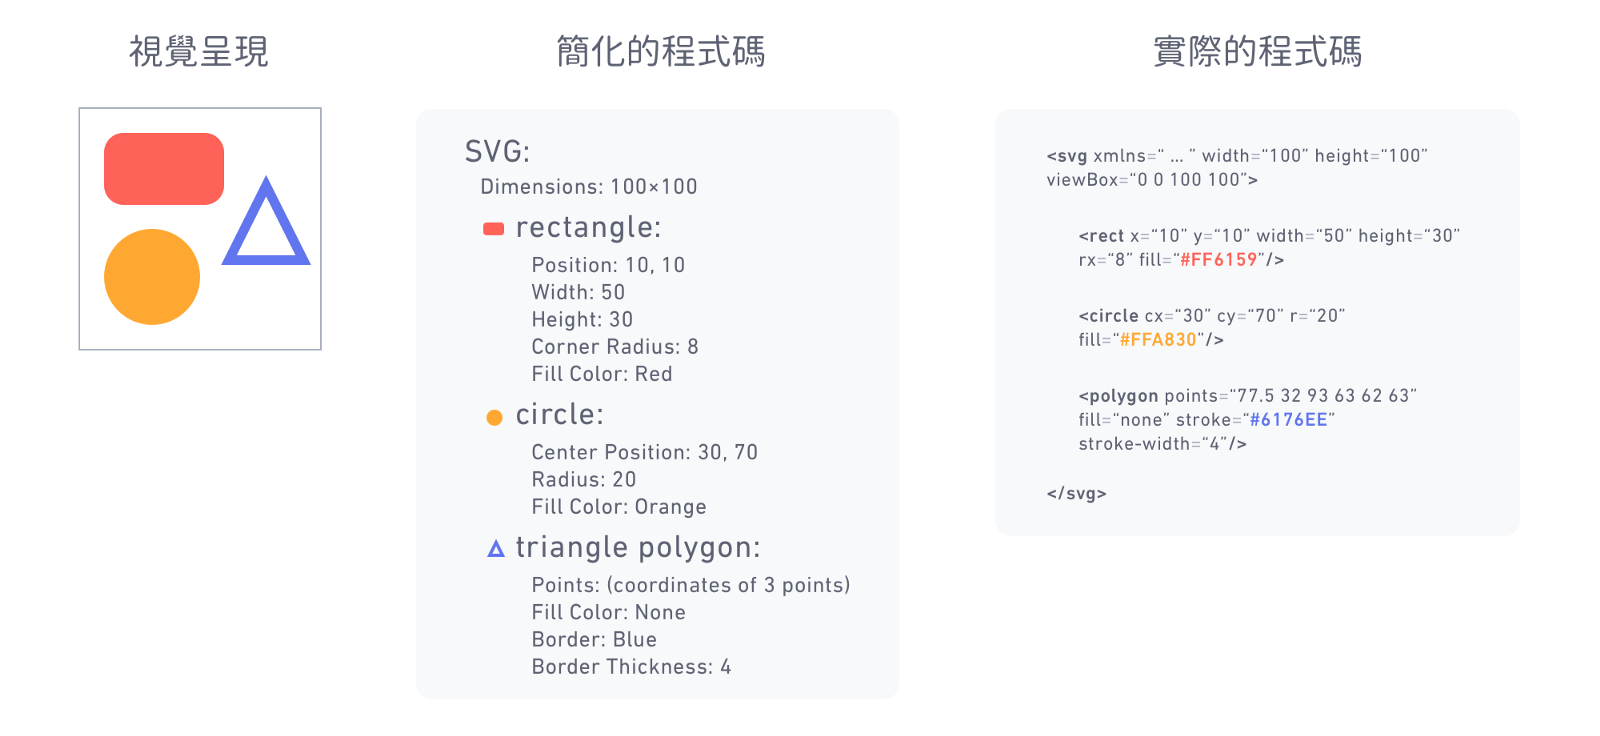 視覺呈現
簡化的程式碼
SVG:
Dimensions: 100×100
rectangle:
Position: 10, 10
Width: 50
Height: 30
Corner Radius: 8
Fill Color: Red
circle:
Center Position: 30, 70
Radius: 20
Fill Color: Orange
triangle polygon:
Points: (coordinates of 3 points)
Fill Color: None
Border: Blue
Border Thickness: 4
實際的程式碼
<svg xmlns=“ ... ” width=“100” height=“100”
viewBox=“0 0 100 100”>
<rect x=“10” y=“10” width=“50” height=“30”
rx=“8” fill=“#FF6159”/>
<circle cx=“30” cy=“70” r=“20”
fill=“#FFA830”/>
<polygon points=“77.5 32 93 63 62 63”
fill=“none” stroke=“#6176EE”
stroke-width=“4”/>
</svg>